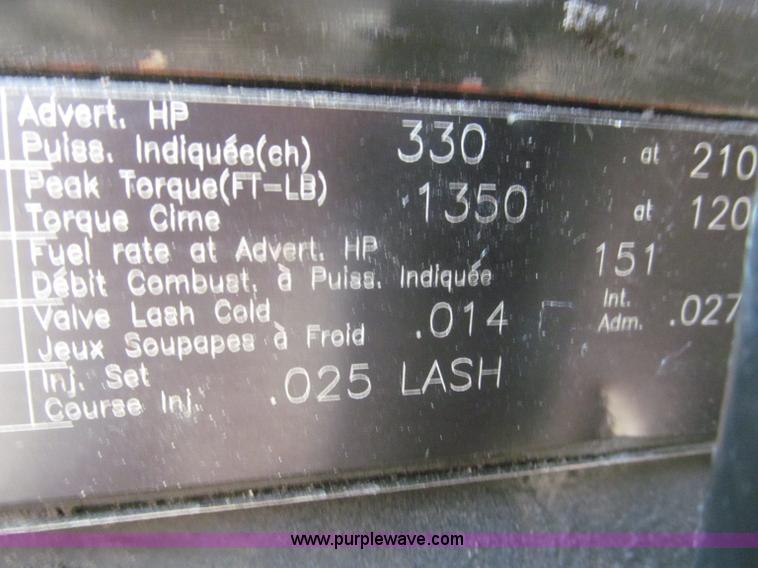 Advert. HP
Puiss. Indiquée(ch) 330 at 210
Peak Torque(FT-LB)
Torque Cime 1350 at 120
Fuel rate at Advert. HP
Débit Combust. à Puiss. Indiquée 151
Valve Lash Cold
Jeux Soupapes à Froid .014 Int. Adm. .027
Inj. Set
Course Inj. .025 LASH
www.purplewave.com